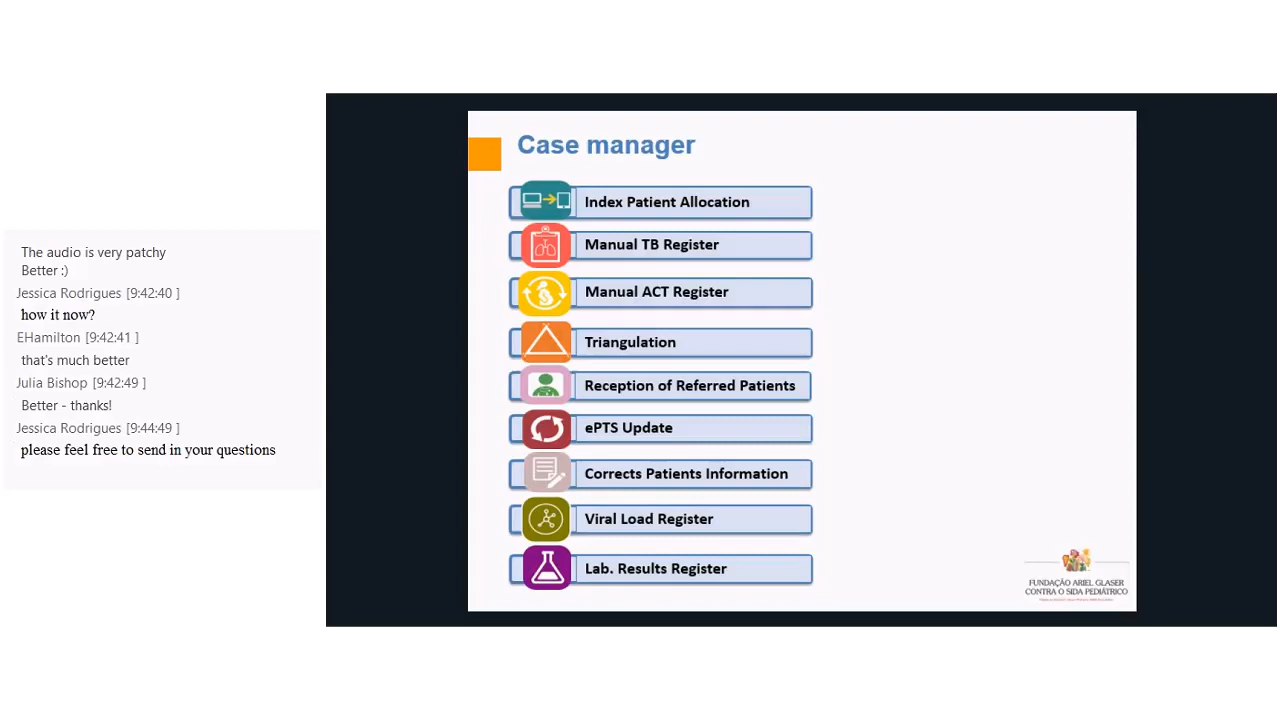 The audio is very patchy
Better :)
Jessica Rodrigues [9:42:40 ]
how it now?
EHamilton [9:42:41 ]
that's much better
Julia Bishop [9:42:49 ]
Better - thanks!
Jessica Rodrigues [9:44:49 ]
please feel free to send in your questions
Case manager
Index Patient Allocation
Manual TB Register
Manual ACT Register
Triangulation
Reception of Referred Patients
ePTS Update
Corrects Patients Information
Viral Load Register
Lab. Results Register
FUNDAÇÃO ARIEL GLASER
CONTRA O SIDA PEDIÁTRICO